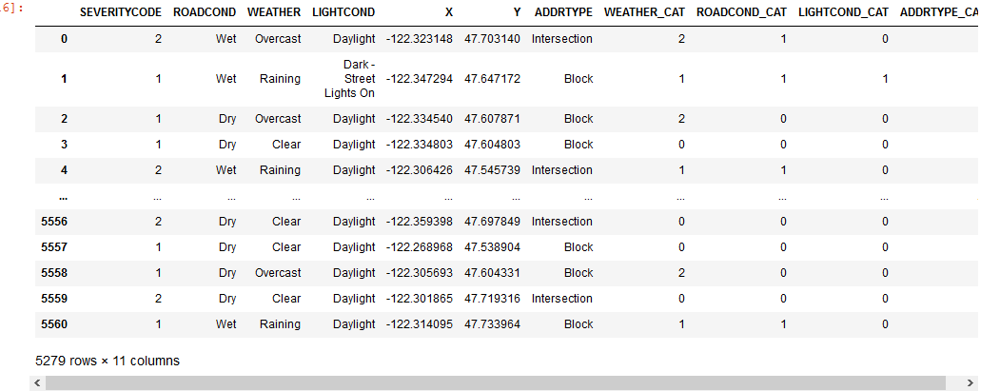 .6]:
SEVERITYCODE ROADCOND WEATHER LIGHTCOND X Y ADDRTYPE WEATHER_CAT ROADCOND_CAT LIGHTCOND_CAT ADDRTYPE_CA
0 2 Wet Overcast Daylight -122.323148 47.703140 Intersection 2 1 0
1 1 Wet Raining Dark - Street Lights On -122.347294 47.647172 Block 1 1 1
2 1 Dry Overcast Daylight -122.334540 47.607871 Block 2 0 0
3 1 Dry Clear Daylight -122.334803 47.604803 Block 0 0 0
4 2 Wet Raining Daylight -122.306426 47.545739 Intersection 1 1 0
... ... ... ... ... ... ... ... ... ... ...
5556 2 Dry Clear Daylight -122.359398 47.697849 Intersection 0 0 0
5557 1 Dry Clear Daylight -122.268968 47.538904 Block 0 0 0
5558 1 Dry Overcast Daylight -122.305693 47.604331 Block 2 0 0
5559 2 Dry Clear Daylight -122.301865 47.719316 Intersection 0 0 0
5560 1 Wet Raining Daylight -122.314095 47.733964 Block 1 1 0
5279 rows × 11 columns